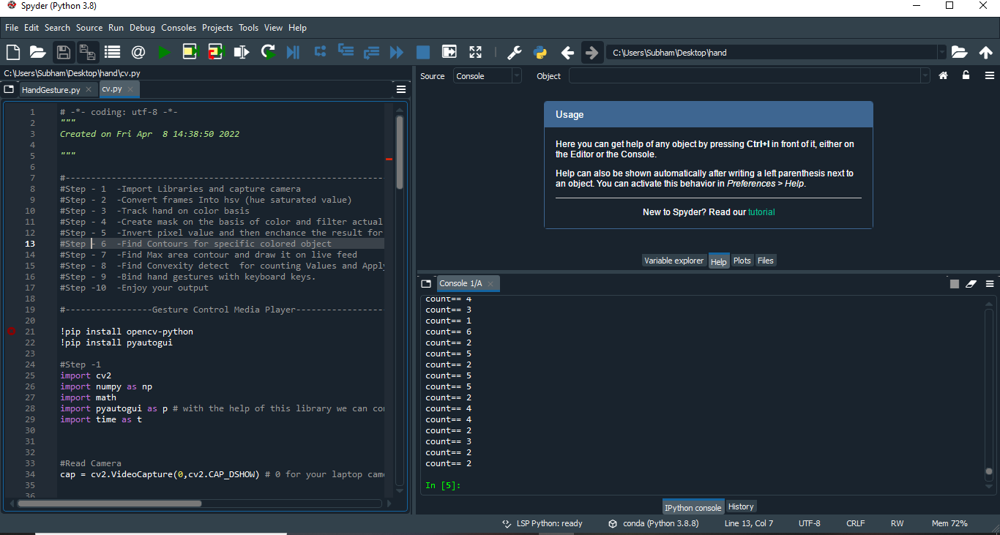 Spyder (Python 3.8)
File Edit Search Source Run Debug Consoles Projects Tools View Help
C:\Users\Subham\Desktop\hand
C:\Users\Subham\Desktop\hand\cv.py
HandGesture.py
cv.py
1 # -*- coding: utf-8 -*-
2 """
3 Created on Fri Apr  8 14:38:50 2022
4
5 """
6
7 #-------------------------------------------------------------------
8 #Step - 1  -Import Libraries and capture camera
9 #Step - 2  -Convert frames Into hsv (hue saturated value)
10 #Step - 3  -Track hand on color basis
11 #Step - 4  -Create mask on the basis of color and filter actual
12 #Step - 5  -Invert pixel value and then enchance the result for
13 #Step - 6  -Find Contours for specific colored object
14 #Step - 7  -Find Max area contour and draw it on live feed
15 #Step - 8  -Find Convexity detect  for counting Values and Appl
16 #Step - 9  -Bind hand gestures with keyboard keys.
17 #Step -10  -Enjoy your output
18
19 #------------------Gesture Control Media Player------------------
20
21 !pip install opencv-python
22 !pip install pyautogui
23
24 #Step -1
25 import cv2
26 import numpy as np
27 import math
28 import pyautogui as p # with the help of this library we can co
29 import time as t
30
31
32
33 #Read Camera
34 cap = cv2.VideoCapture(0,cv2.CAP_DSHOW) # 0 for your laptop cam
35
36
Source Console Object
Usage
Here you can get help of any object by pressing Ctrl+I in front of it, either on
the Editor or the Console.
Help can also be shown automatically after writing a left parenthesis next to
an object. You can activate this behavior in Preferences > Help.
New to Spyder? Read our tutorial
Variable explorer Help Plots Files
Console 1/A
count== 4
count== 3
count== 1
count== 6
count== 2
count== 5
count== 2
count== 5
count== 5
count== 2
count== 4
count== 4
count== 2
count== 3
count== 2
count== 2
In [5]:
IPython console History
LSP Python: ready conda (Python 3.8.8) Line 13, Col 7 UTF-8 CRLF RW Mem 72%